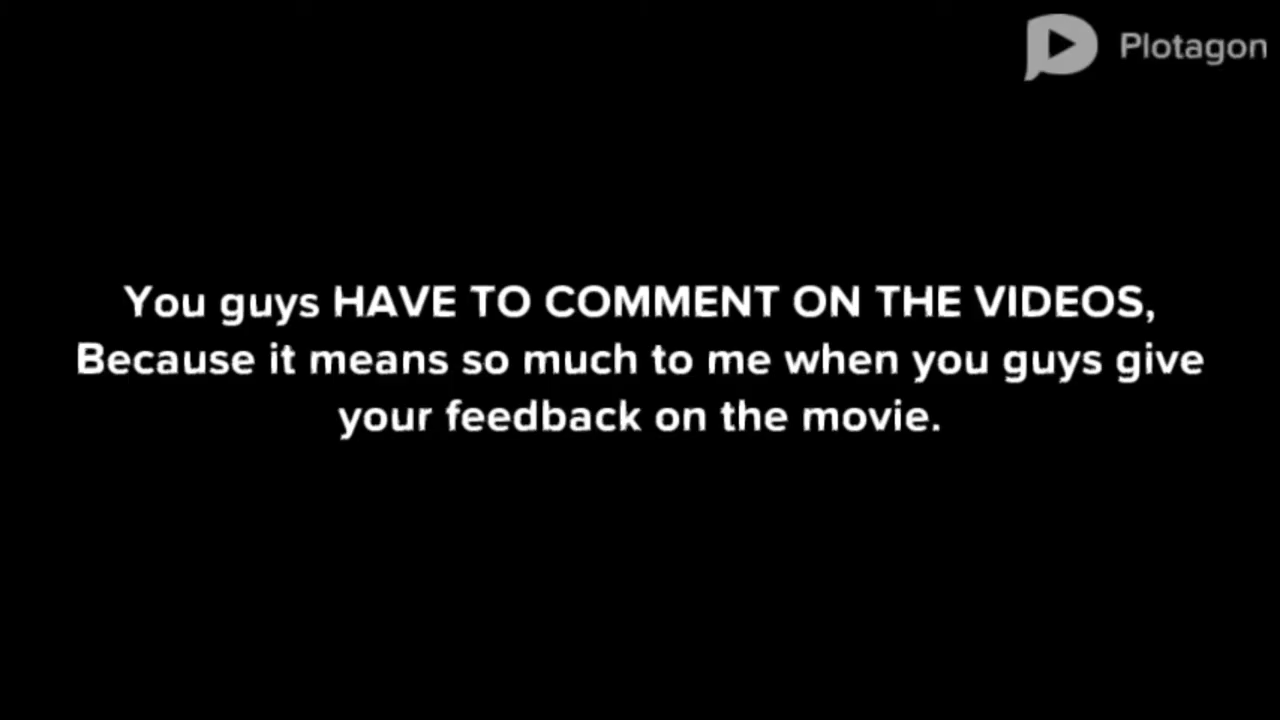 Plotagon
You guys HAVE TO COMMENT ON THE VIDEOS,
Because it means so much to me when you guys give
your feedback on the movie.